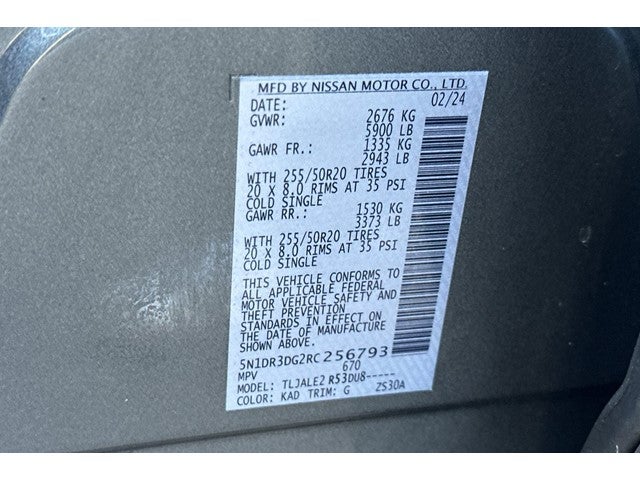 MFD BY NISSAN MOTOR CO., LTD.
DATE: 02/24
GVWR: 2676 KG
5900 LB
GAWR FR.: 1335 KG
2943 LB
WITH 255/50R20 TIRES
20 X 8.0 RIMS AT 35 PSI
COLD SINGLE
GAWR RR.: 1530 KG
3373 LB
WITH 255/50R20 TIRES
20 X 8.0 RIMS AT 35 PSI
COLD SINGLE
THIS VEHICLE CONFORMS TO
ALL APPLICABLE FEDERAL
MOTOR VEHICLE SAFETY AND
THEFT PREVENTION
STANDARDS IN EFFECT ON
THE DATE OF MANUFACTURE
SHOWN ABOVE.
5N1DR3DG2RC256793
MPV 670
MODEL: TLJALE2 R53DU8-----
COLOR: KAD TRIM: G ZS30A